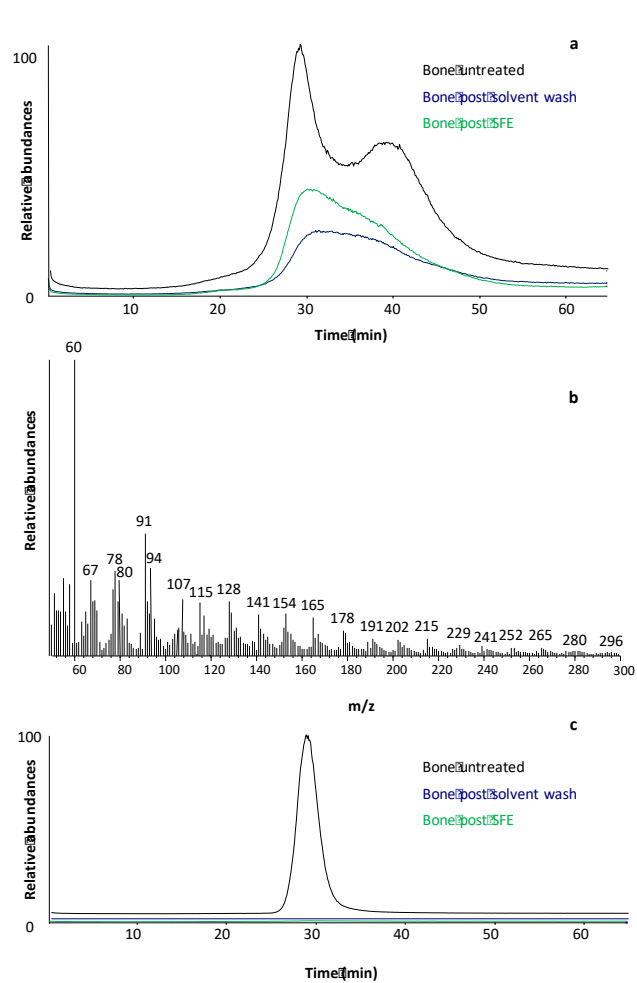 a
100
Bone untreated
Bone post solvent wash
Bone post SFE
Relative abundances
0
10 20 30 40 50 60
Time (min)
60
b
Relative abundances
91
78 94
67 80
107 115 128
141 154 165
178
191 202 215 229 241 252 265 280 296
60 80 100 120 140 160 180 200 220 240 260 280 300
m/z
c
100
Bone untreated
Bone post solvent wash
Bone post SFE
Relative abundances
0
10 20 30 40 50 60
Time (min)